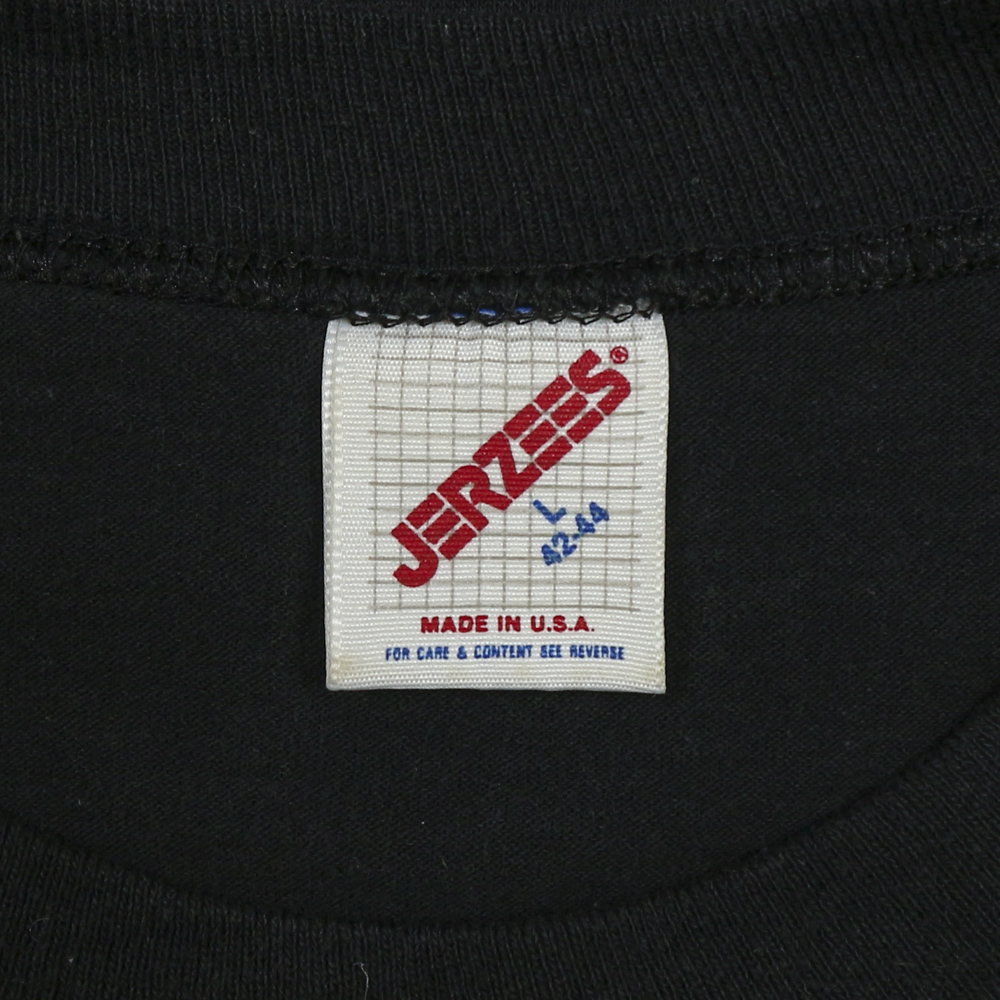 JERZEES®
L
42-44
MADE IN U.S.A.
FOR CARE & CONTENT SEE REVERSE